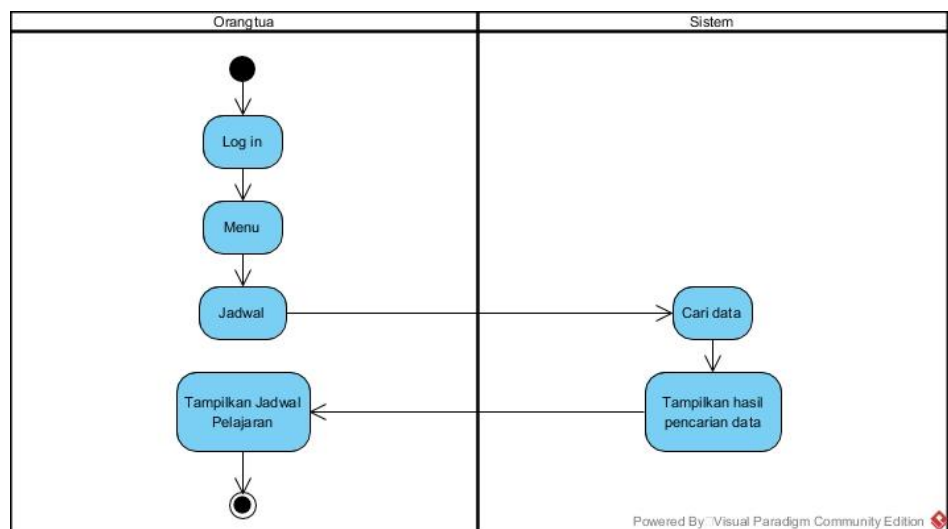 Orangtua
Sistem
Log in
Menu
Jadwal
Cari data
Tampilkan hasil
pencarian data
Tampilkan Jadwal
Pelajaran
Powered By Visual Paradigm Community Edition